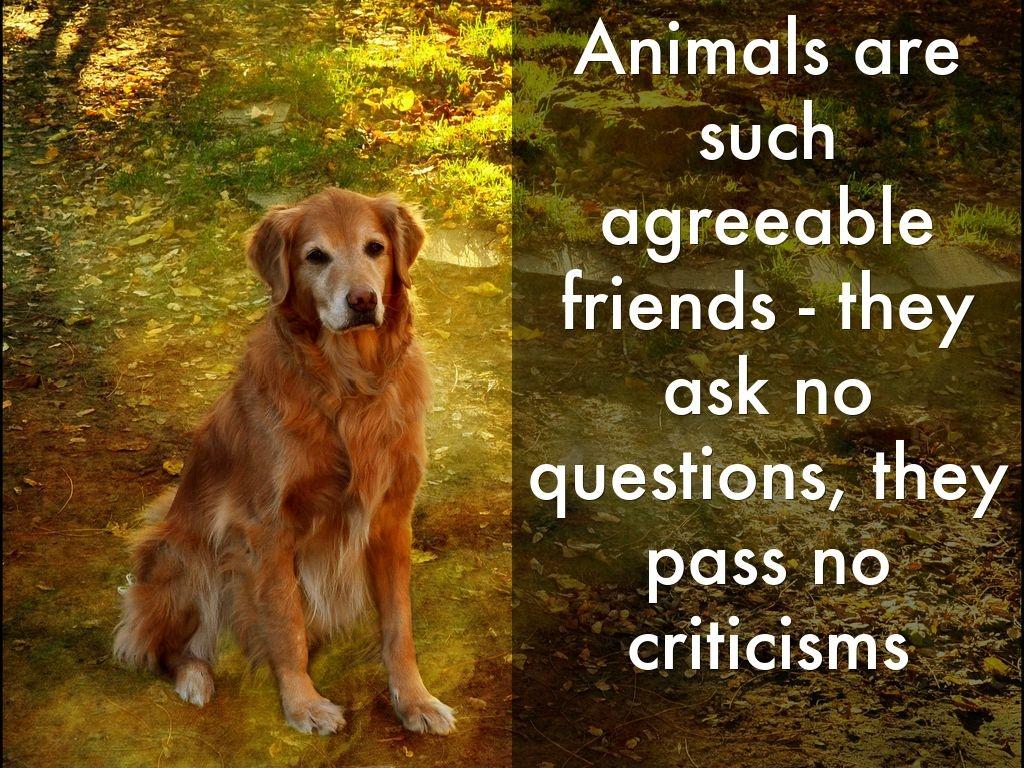 Animals are
such
agreeable
friends - they
ask no
questions, they
pass no
criticisms